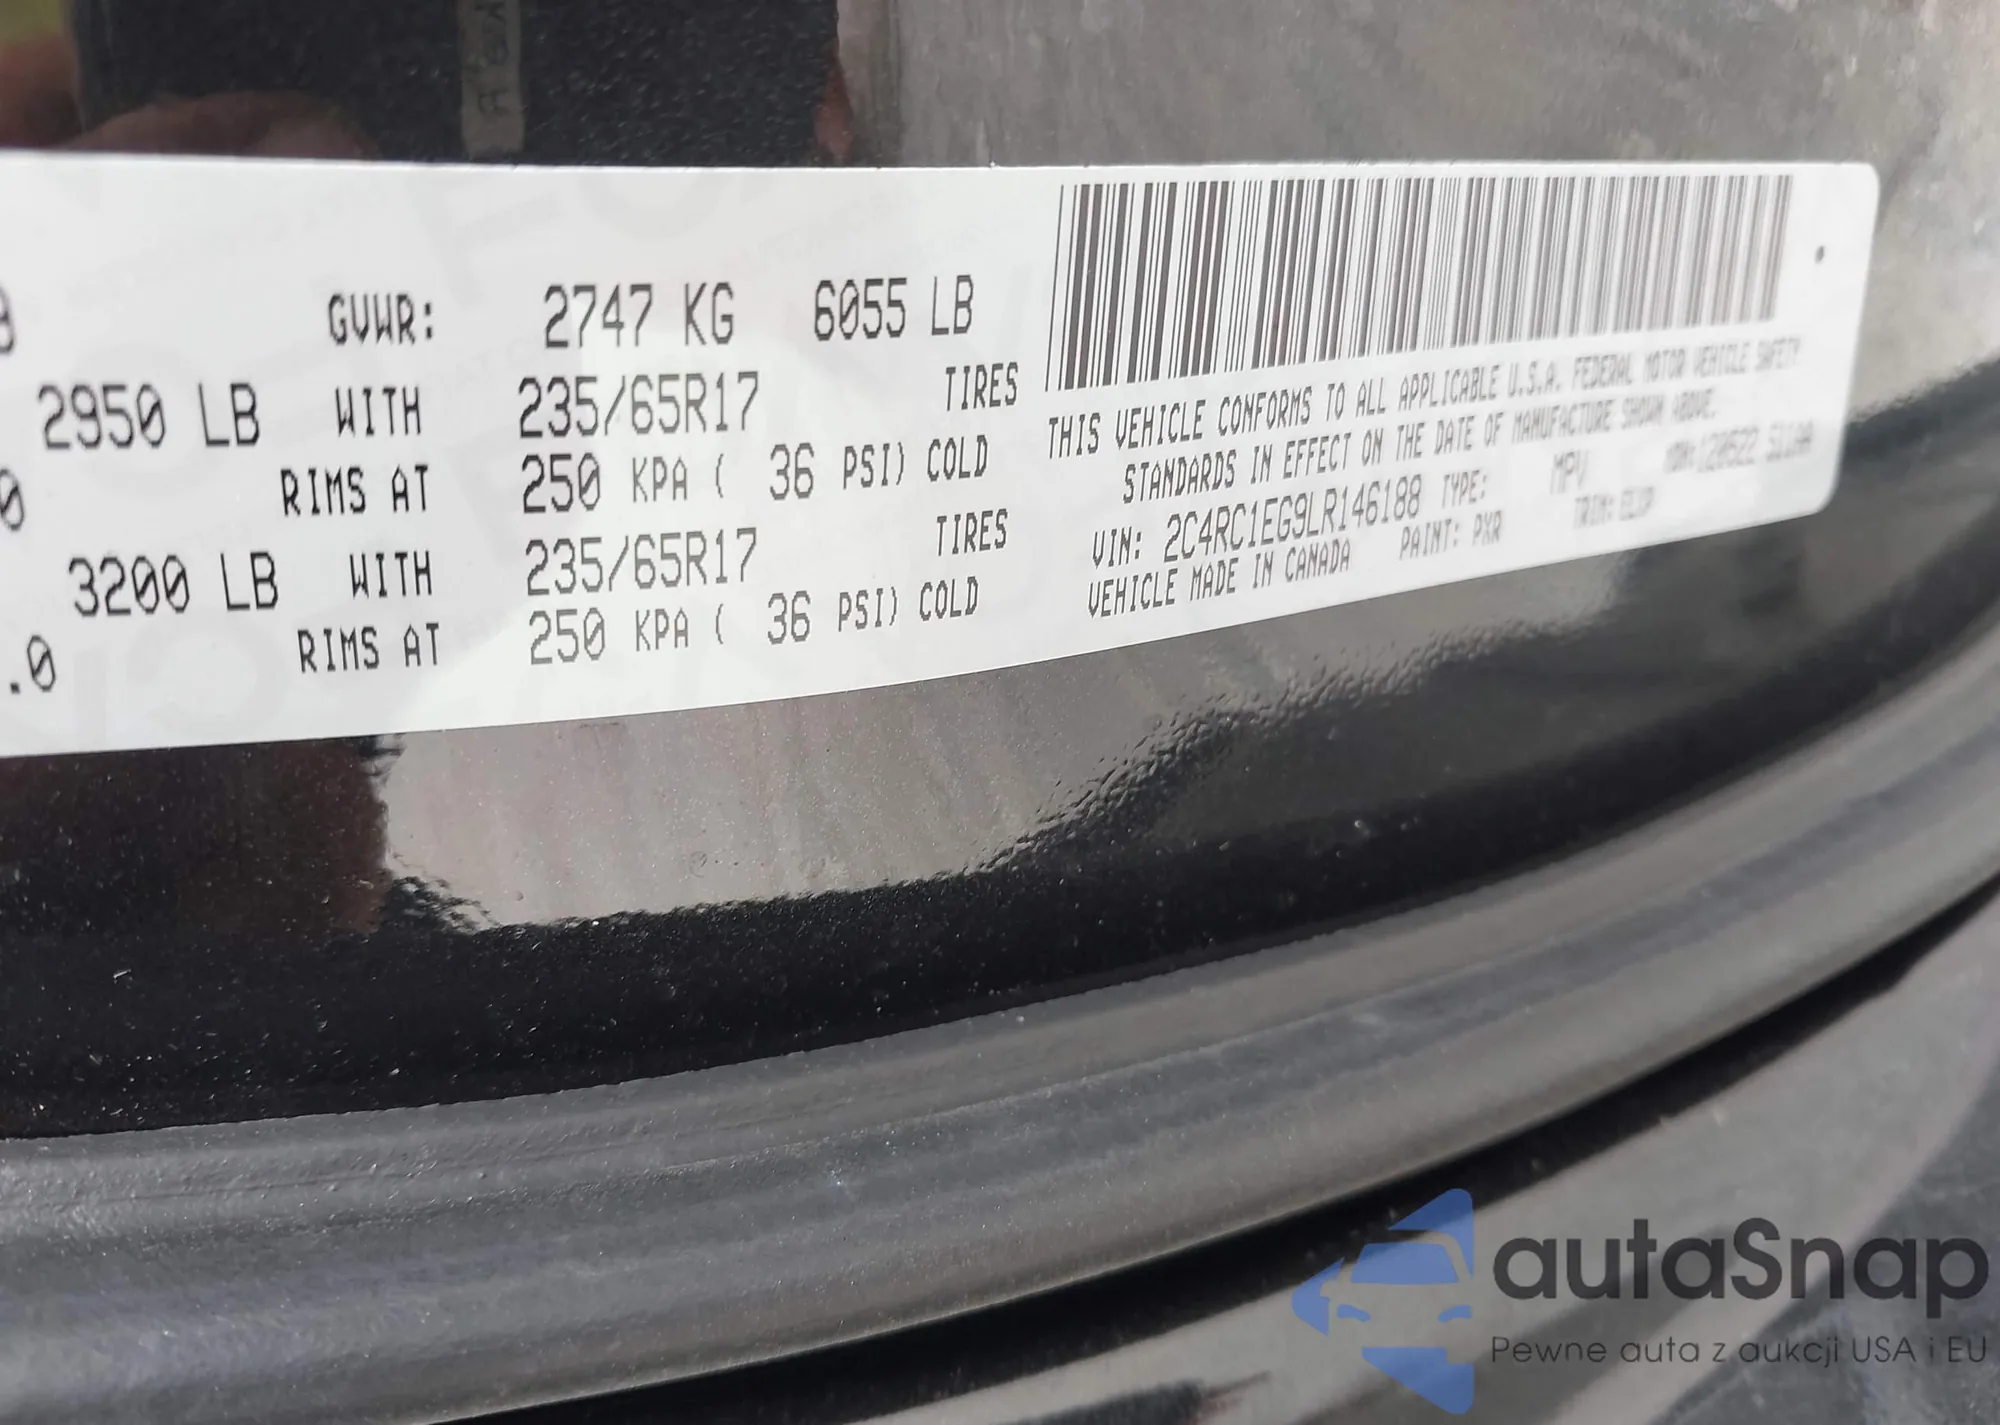 GVWR: 2747 KG 6055 LB
2950 LB WITH 235/65R17 TIRES
RIMS AT 250 KPA ( 36 PSI) COLD
3200 LB WITH 235/65R17 TIRES
.0 RIMS AT 250 KPA ( 36 PSI) COLD
THIS VEHICLE CONFORMS TO ALL APPLICABLE U.S.A. FEDERAL MOTOR VEHICLE SAFETY
STANDARDS IN EFFECT ON THE DATE OF MANUFACTURE SHOWN ABOVE.
VIN: 2C4RC1EG9LR146188 TYPE: MPV
VEHICLE MADE IN CANADA PAINT: PXR TRIM:
autaSnap
Pewne auta z aukcji USA i EU